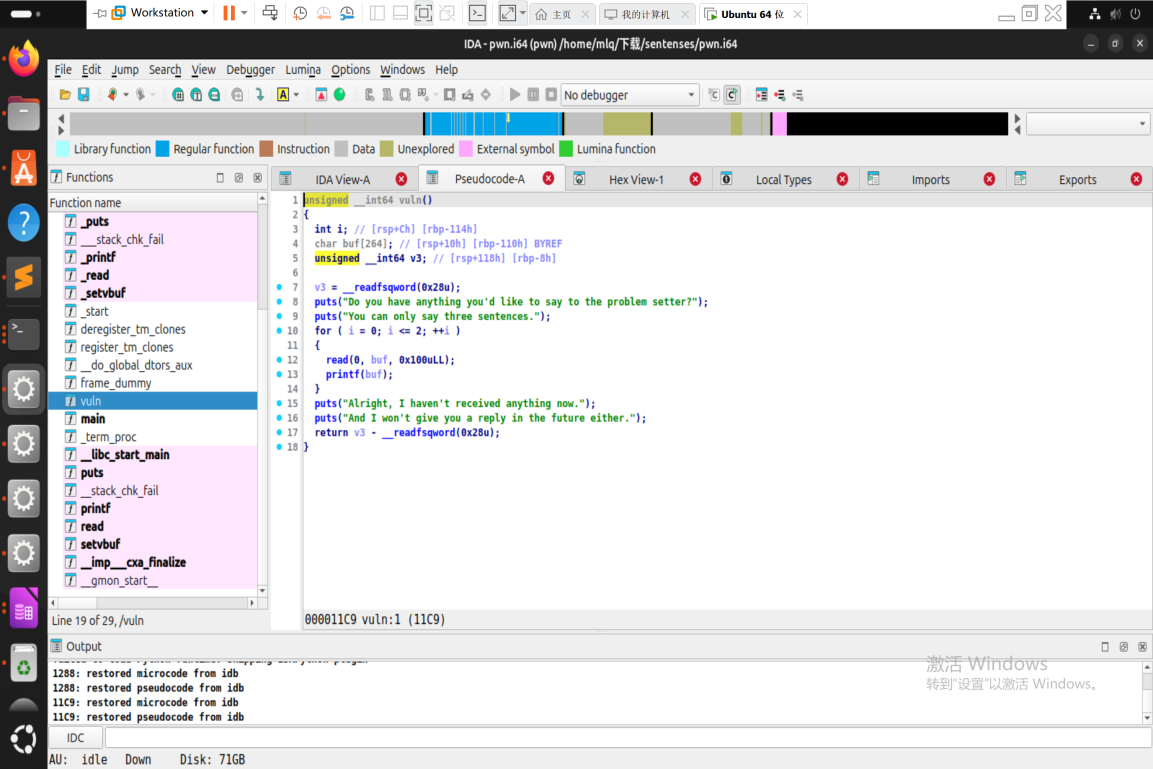 Workstation
主页
我的计算机
Ubuntu 64 位
IDA - pwn.i64 (pwn) /home/mlq/下载/sentenses/pwn.i64
File Edit Jump Search View Debugger Lumina Options Windows Help
No debugger
Library function Regular function Instruction Data Unexplored External symbol Lumina function
Functions
IDA View-A Pseudocode-A Hex View-1 Local Types Imports Exports
Function name
_puts
___stack_chk_fail
_printf
_read
_setvbuf
_start
deregister_tm_clones
register_tm_clones
__do_global_dtors_aux
frame_dummy
vuln
main
_term_proc
__libc_start_main
puts
__stack_chk_fail
printf
read
setvbuf
__imp___cxa_finalize
__gmon_start__
Line 19 of 29, /vuln
1 unsigned __int64 vuln()
2 {
3 int i; // [rsp+Ch] [rbp-114h]
4 char buf[264]; // [rsp+10h] [rbp-110h] BYREF
5 unsigned __int64 v3; // [rsp+118h] [rbp-8h]
6
7 v3 = __readfsqword(0x28u);
8 puts("Do you have anything you'd like to say to the problem setter?");
9 puts("You can only say three sentences.");
10 for ( i = 0; i <= 2; ++i )
11 {
12 read(0, buf, 0x100uLL);
13 printf(buf);
14 }
15 puts("Alright, I haven't received anything now.");
16 puts("And I won't give you a reply in the future either.");
17 return v3 - __readfsqword(0x28u);
18 }
000011C9 vuln:1 (11C9)
Output
1288: restored microcode from idb
1288: restored pseudocode from idb
11C9: restored microcode from idb
11C9: restored pseudocode from idb
IDC
AU: idle Down Disk: 71GB
激活 Windows
转到"设置"以激活 Windows。